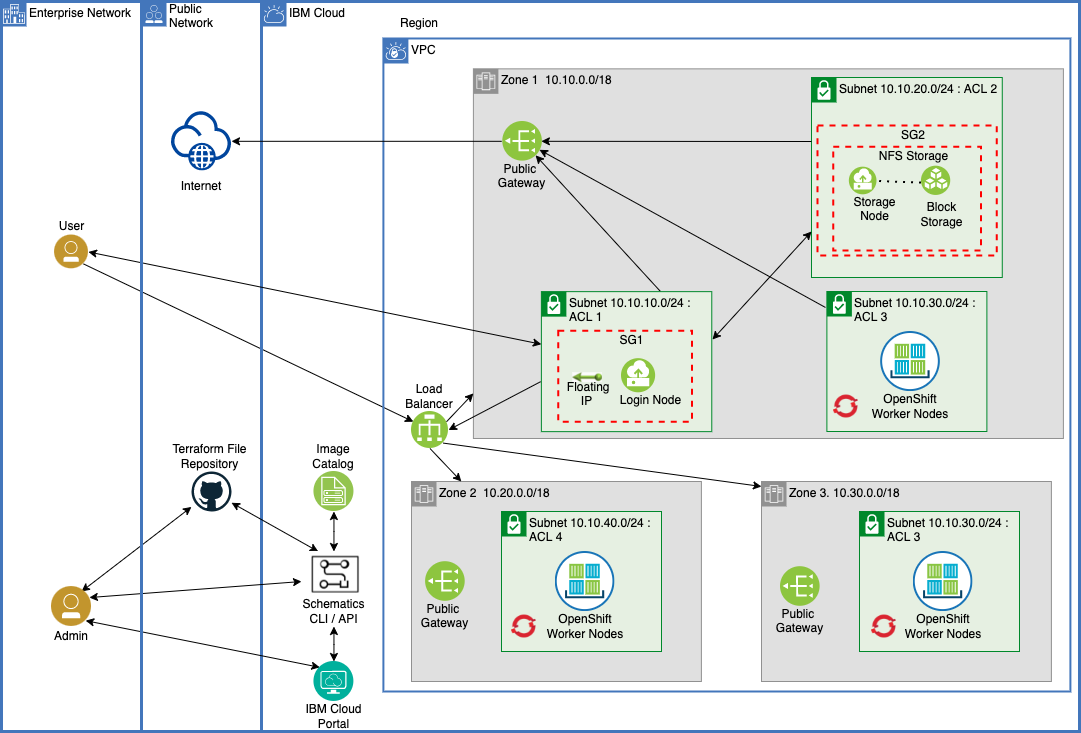 Enterprise Network
Public
Network
IBM Cloud
Region
VPC
Zone 1  10.10.0.0/18
Subnet 10.10.20.0/24 : ACL 2
SG2
NFS Storage
Storage
Node
Block
Storage
Public
Gateway
Internet
User
Subnet 10.10.10.0/24 :
ACL 1
SG1
Floating
IP
Login Node
Subnet 10.10.30.0/24 :
ACL 3
OpenShift
Worker Nodes
Load
Balancer
Terraform File
Repository
Image
Catalog
Schematics
CLI / API
Admin
IBM Cloud
Portal
Zone 2  10.20.0.0/18
Subnet 10.10.40.0/24 :
ACL 4
Public
Gateway
OpenShift
Worker Nodes
Zone 3. 10.30.0.0/18
Subnet 10.10.30.0/24 :
ACL 3
Public
Gateway
OpenShift
Worker Nodes